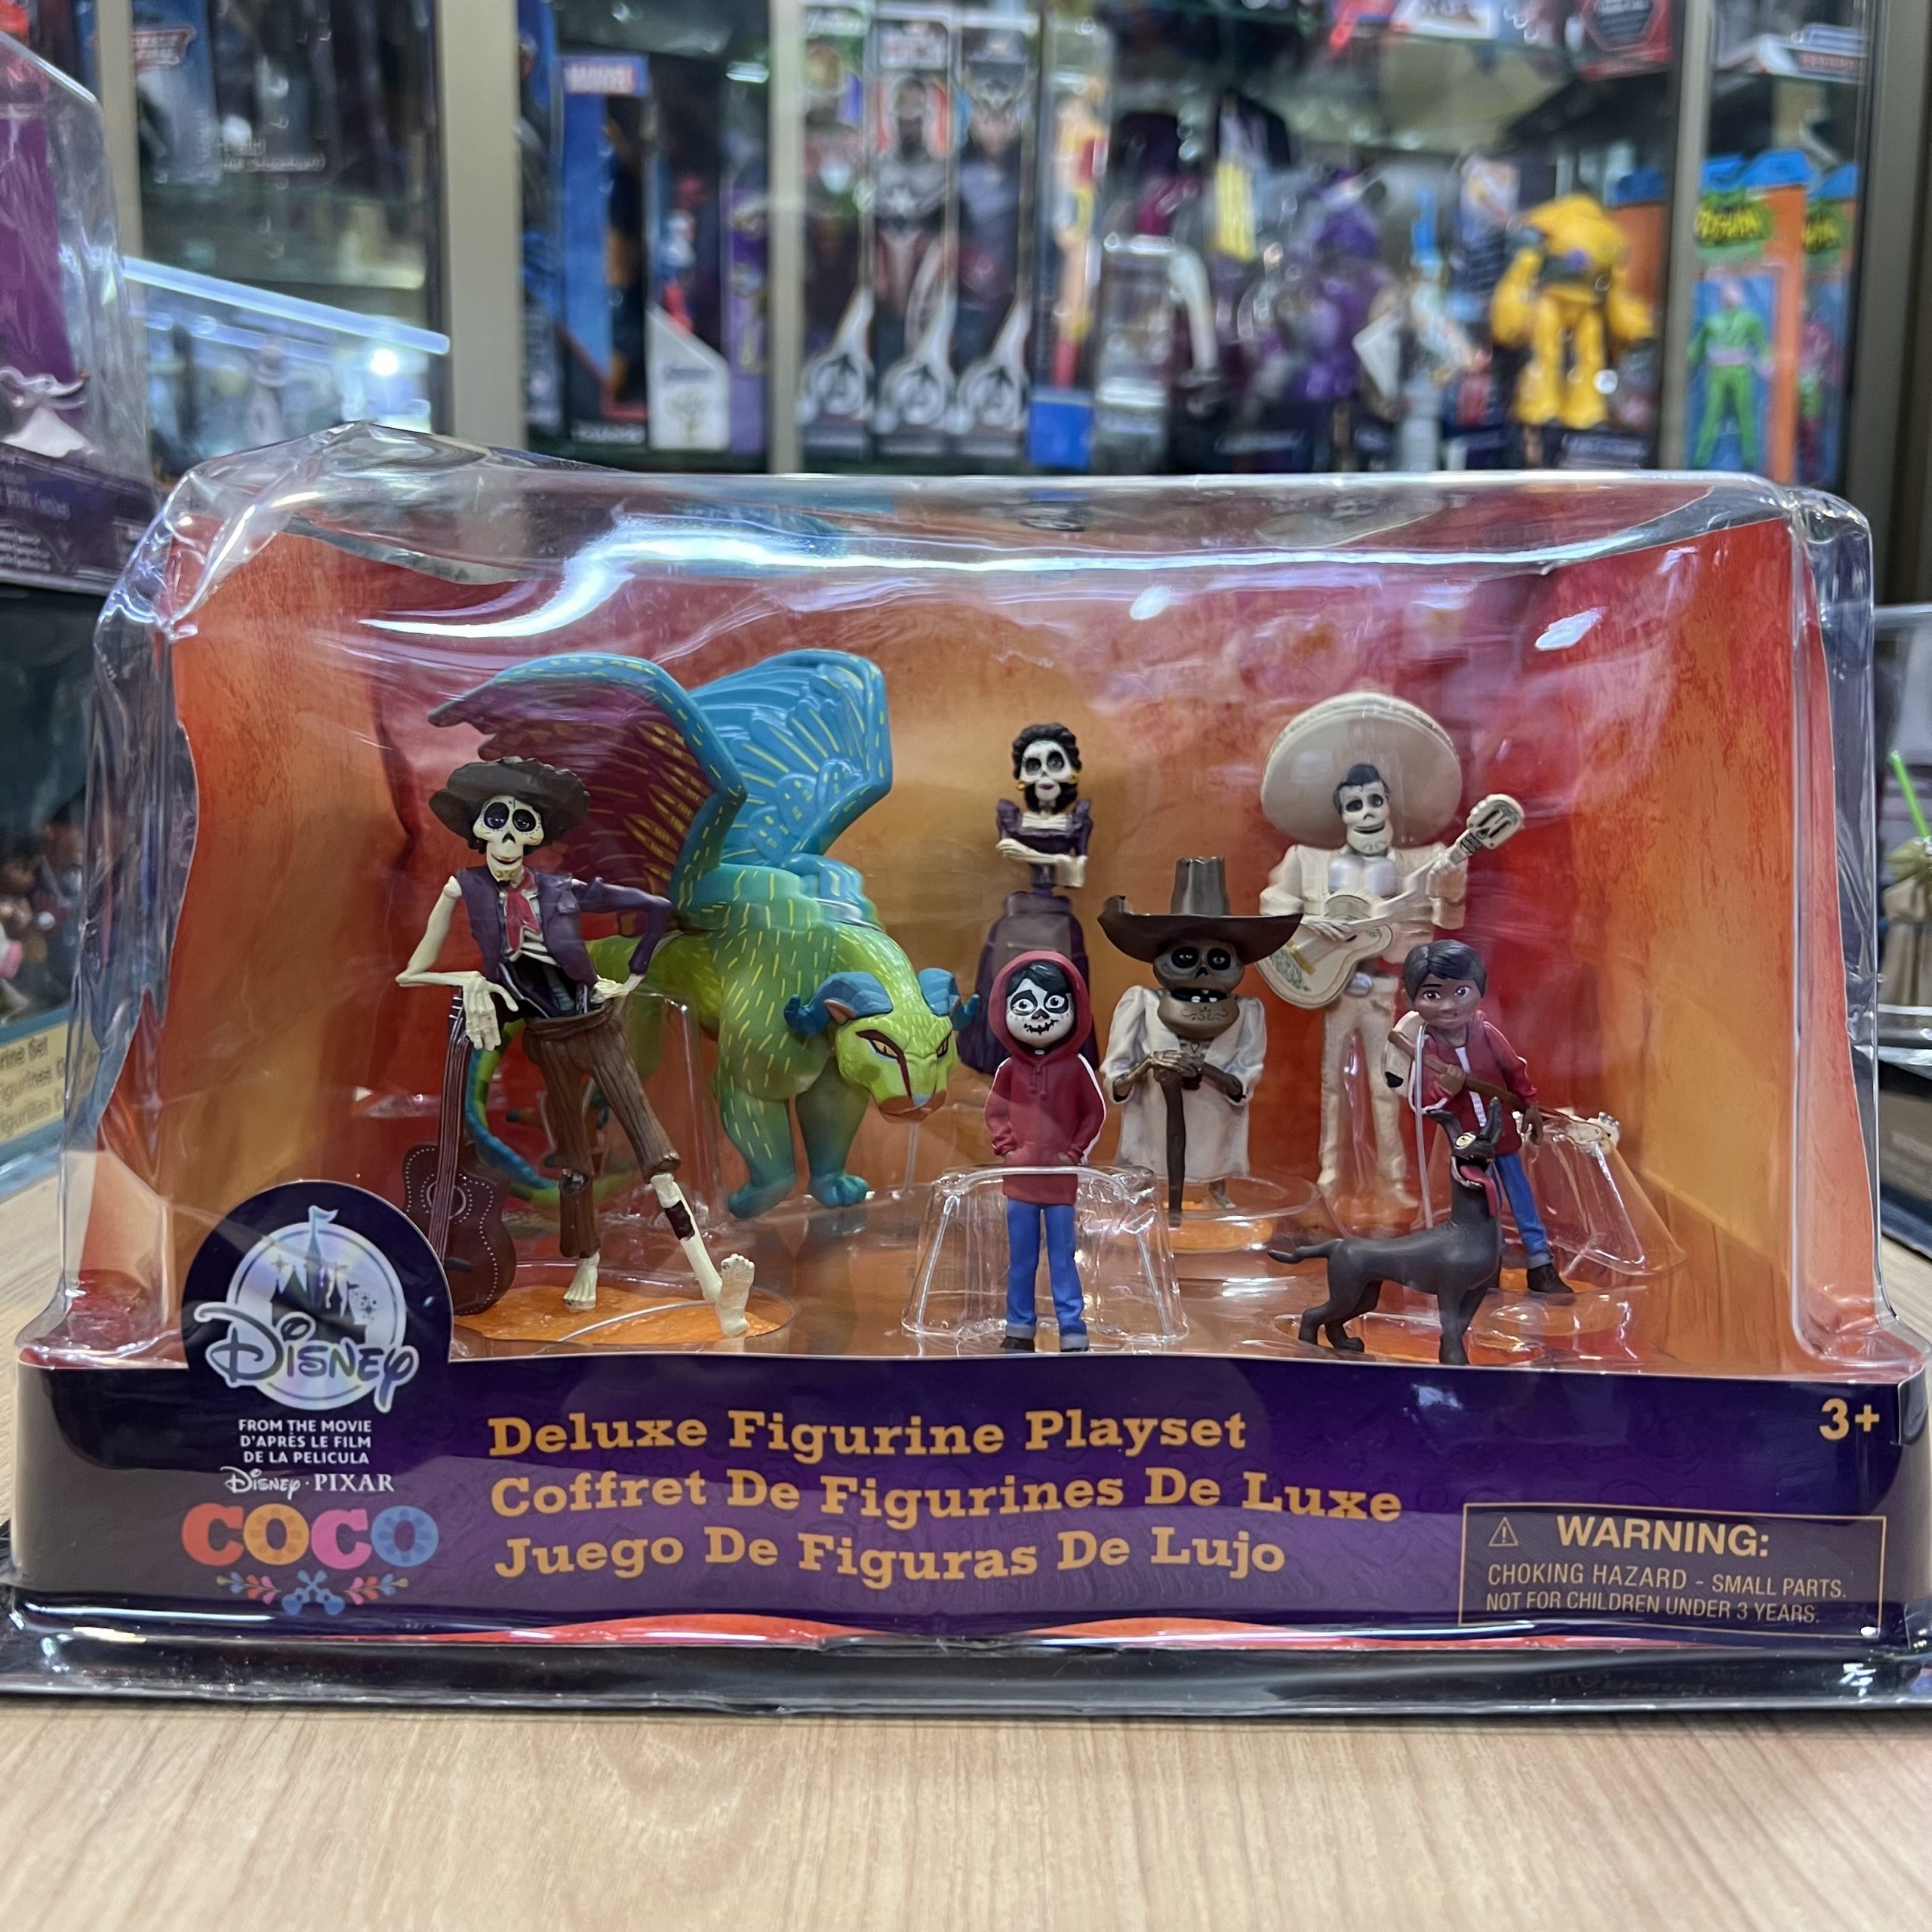 MARVEL
Disney
FROM THE MOVIE
D'APRÈS LE FILM
DE LA PELICULA
Disney · PIXAR
COCO
Deluxe Figurine Playset
Coffret De Figurines De Luxe
Juego De Figuras De Lujo
3+
WARNING:
CHOKING HAZARD - SMALL PARTS.
NOT FOR CHILDREN UNDER 3 YEARS.